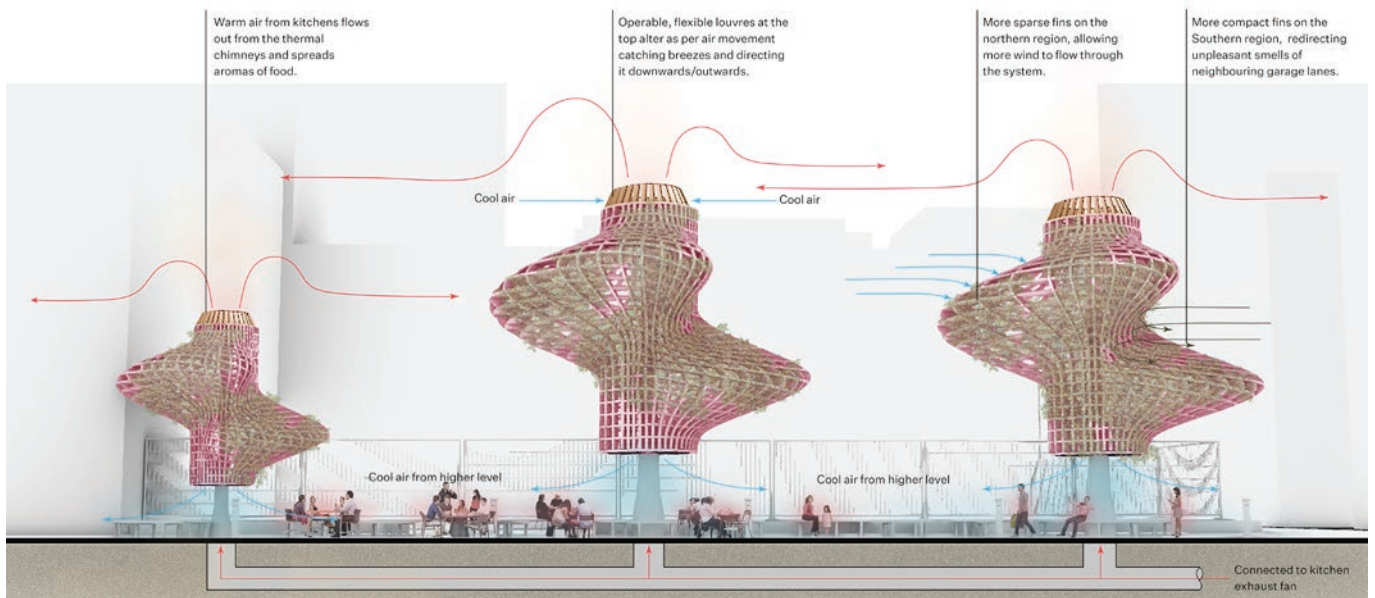 Warm air from kitchens flows
out from the thermal
chimneys and spreads
aromas of food.
Operable, flexible louvres at the
top alter as per air movement
catching breezes and directing
it downwards/outwards.
More sparse fins on the
northern region, allowing
more wind to flow through
the system.
More compact fins on the
Southern region, redirecting
unpleasant smells of
neighbouring garage lanes.
Cool air
Cool air
Cool air from higher level
Cool air from higher level
Connected to kitchen
exhaust fan